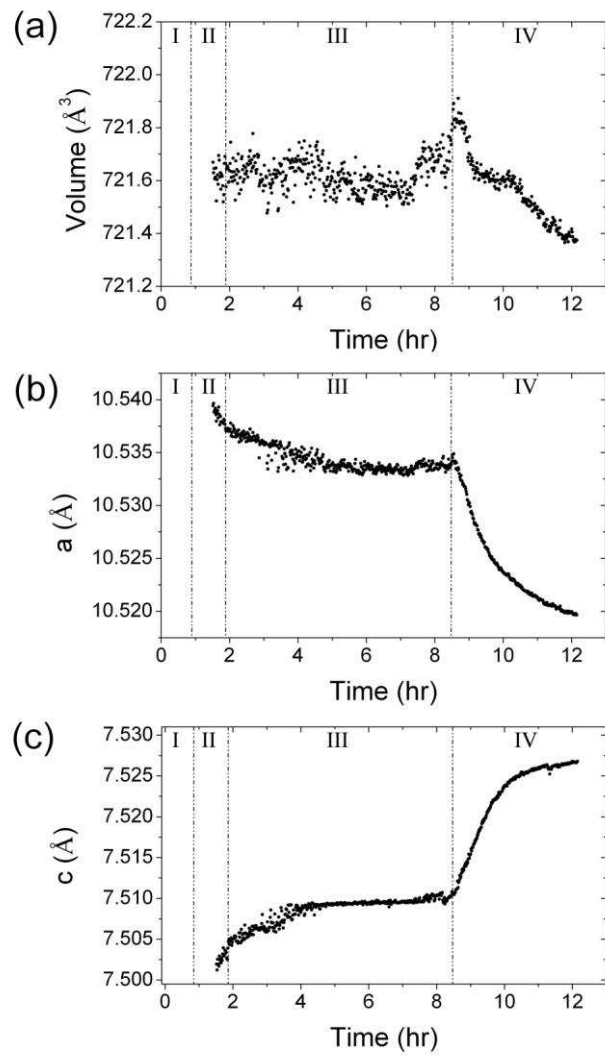 (a)
I II III IV
722.2
722.0
721.8
721.6
721.4
721.2
Volume (Å³)
0 2 4 6 8 10 12
Time (hr)
(b)
I II III IV
10.540
10.535
10.530
10.525
10.520
a (Å)
0 2 4 6 8 10 12
Time (hr)
(c)
I II III IV
7.530
7.525
7.520
7.515
7.510
7.505
7.500
c (Å)
0 2 4 6 8 10 12
Time (hr)